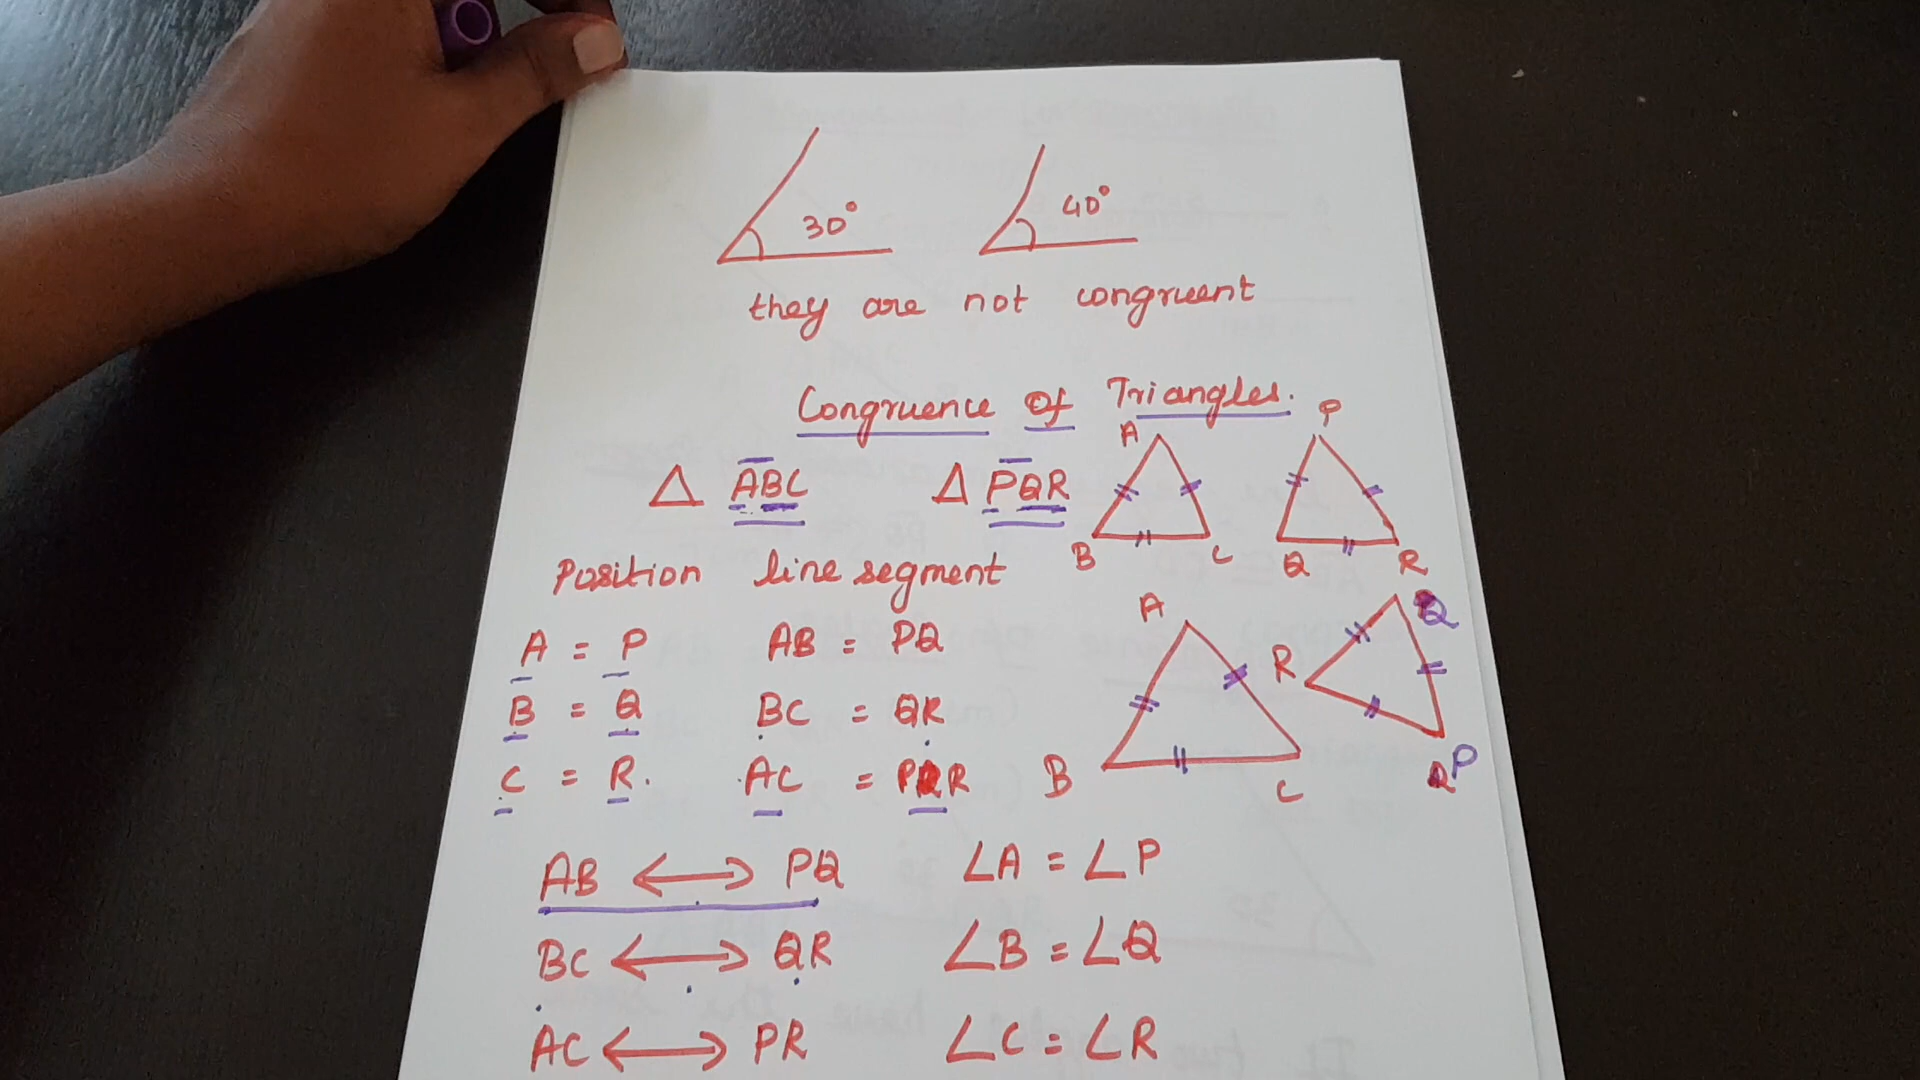 30° 40°
they are not congruent
Congruence of Triangles.
△ ABC △ PQR
A B C
P Q R
Position line segment
A = P AB = PQ
B = Q BC = QR
C = R. AC = PR
A B C
R Q P
AB ⟷ PQ ∠A = ∠P
BC ⟷ QR ∠B = ∠Q
AC ⟷ PR ∠C = ∠R